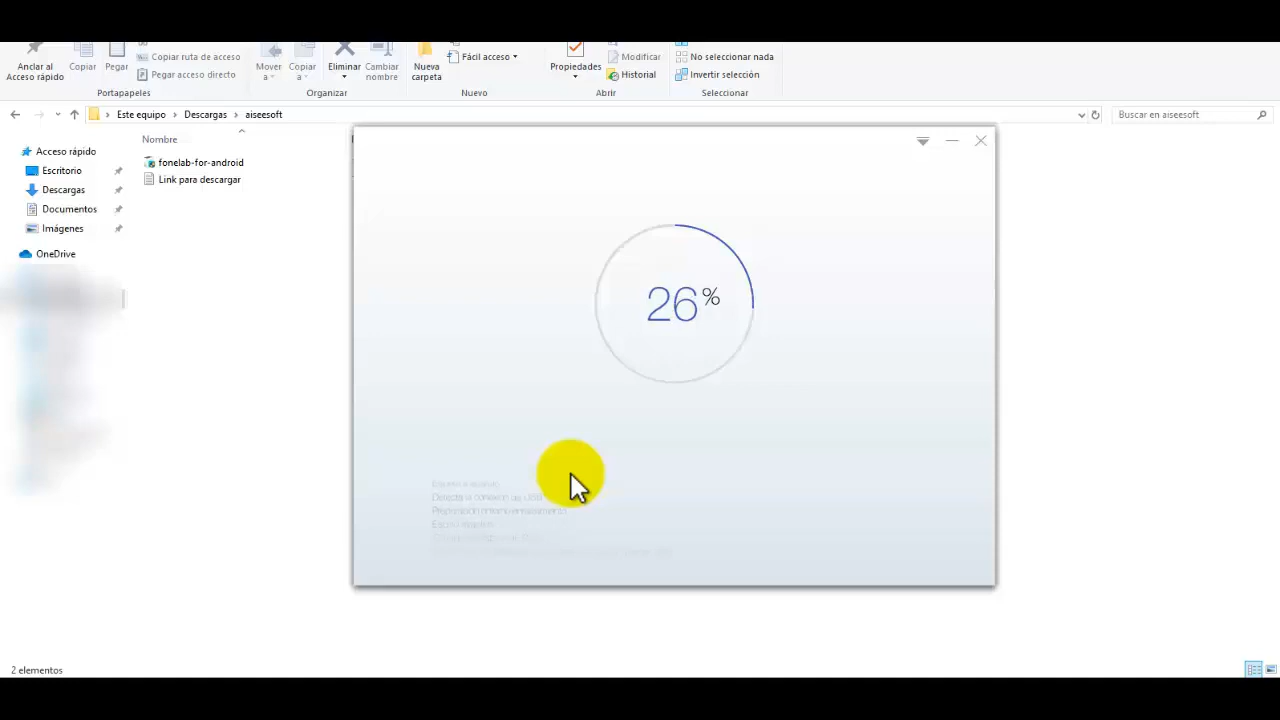 Anclar al
Acceso rápido
Copiar
Pegar
Copiar ruta de acceso
Pegar acceso directo
Portapapeles
Mover
a
Copiar
a
Eliminar
Cambiar
nombre
Organizar
Nueva
carpeta
Fácil acceso
Nuevo
Propiedades
Modificar
Historial
Abrir
No seleccionar nada
Invertir selección
Seleccionar
Este equipo > Descargas > aiseesoft
Buscar en aiseesoft
Nombre
Acceso rápido
Escritorio
Descargas
Documentos
Imágenes
OneDrive
fonelab-for-android
Link para descargar
26%
2 elementos